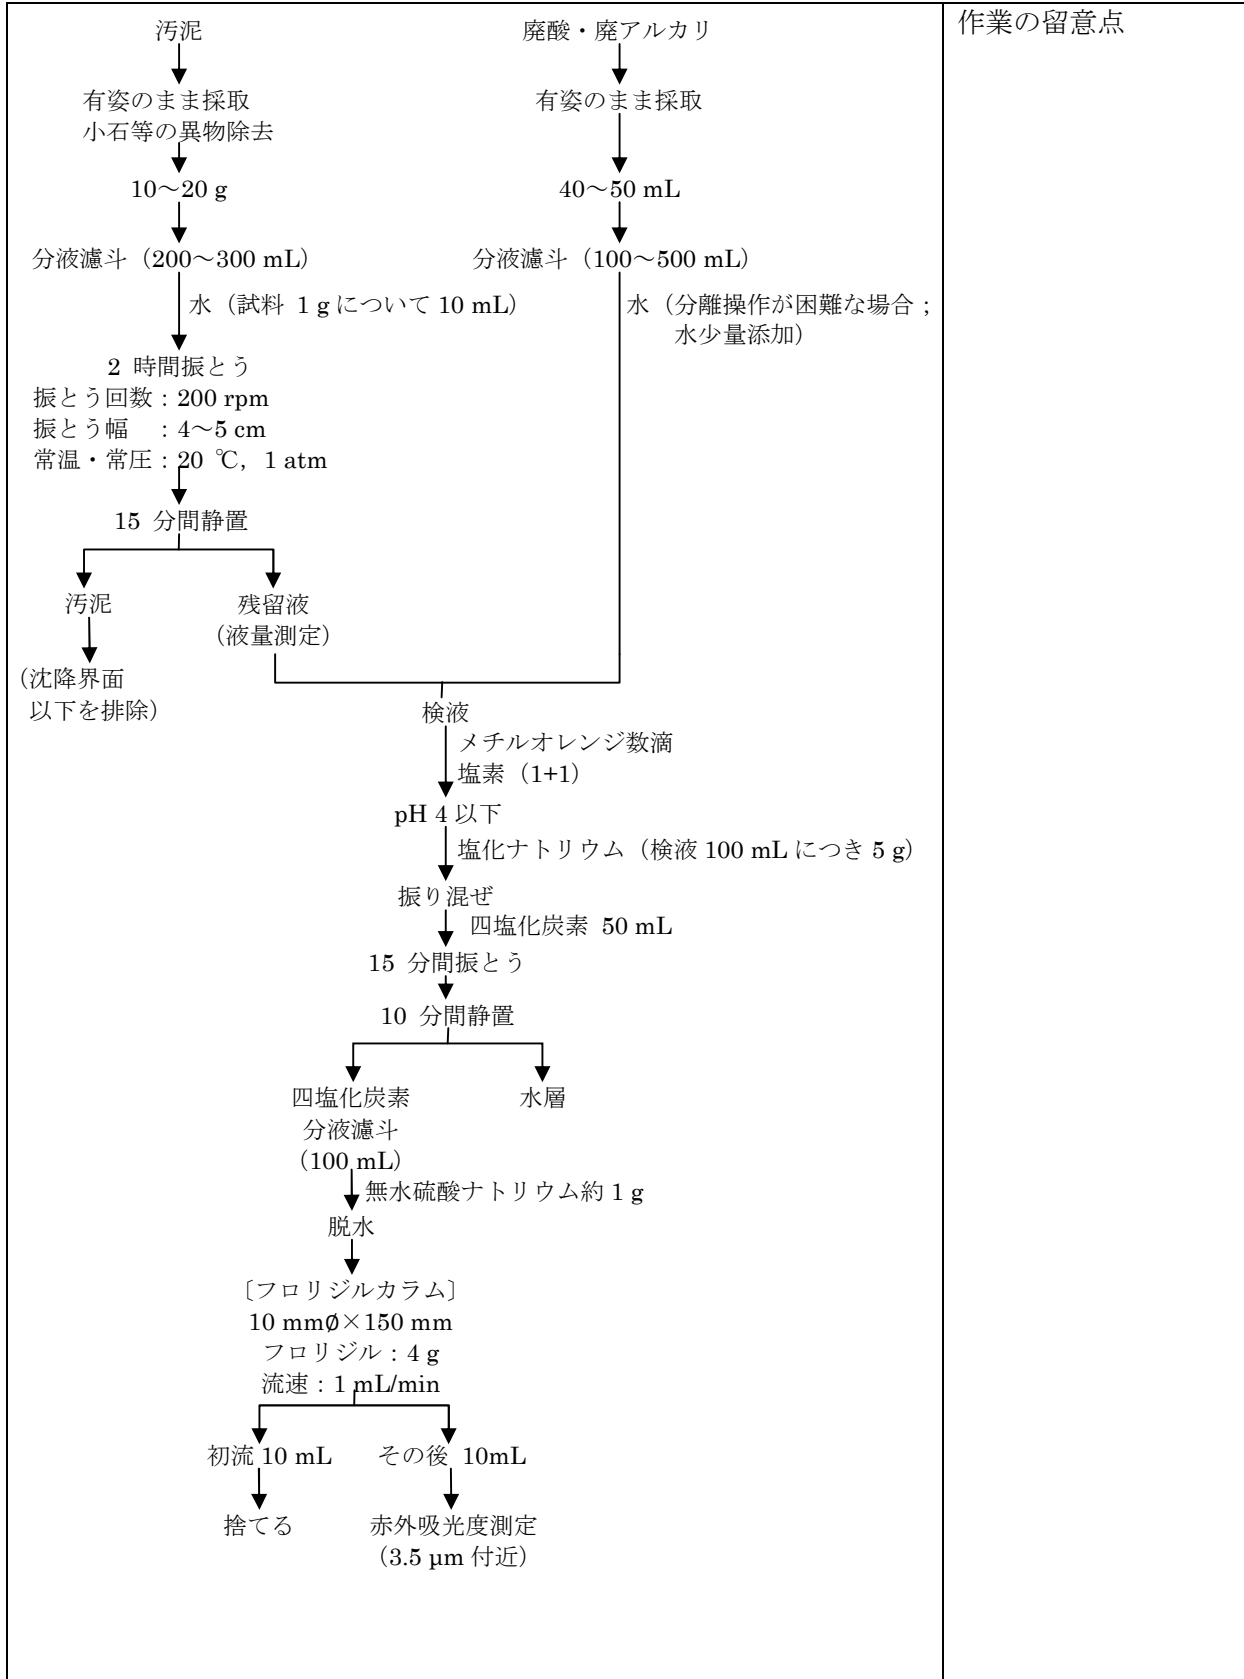 汚泥
有姿のまま採取
小石等の異物除去
10～20 g
分液濾斗（200～300 mL）
水（試料 1 g について 10 mL）
2 時間振とう
振とう回数：200 rpm
振とう幅　：4～5 cm
常温・常圧：20 ℃，1 atm
15 分間静置
汚泥
（沈降界面
以下を排除）
残留液
（液量測定）
廃酸・廃アルカリ
有姿のまま採取
40～50 mL
分液濾斗（100～500 mL）
水（分離操作が困難な場合；
水少量添加）
検液
メチルオレンジ数滴
塩素（1+1）
pH 4 以下
塩化ナトリウム（検液 100 mL につき 5 g）
振り混ぜ
四塩化炭素 50 mL
15 分間振とう
10 分間静置
四塩化炭素
分液濾斗
（100 mL）
水層
無水硫酸ナトリウム約 1 g
脱水
〔フロリジルカラム〕
10 mmØ×150 mm
フロリジル：4 g
流速：1 mL/min
初流 10 mL
捨てる
その後 10mL
赤外吸光度測定
（3.5 μm 付近）
作業の留意点